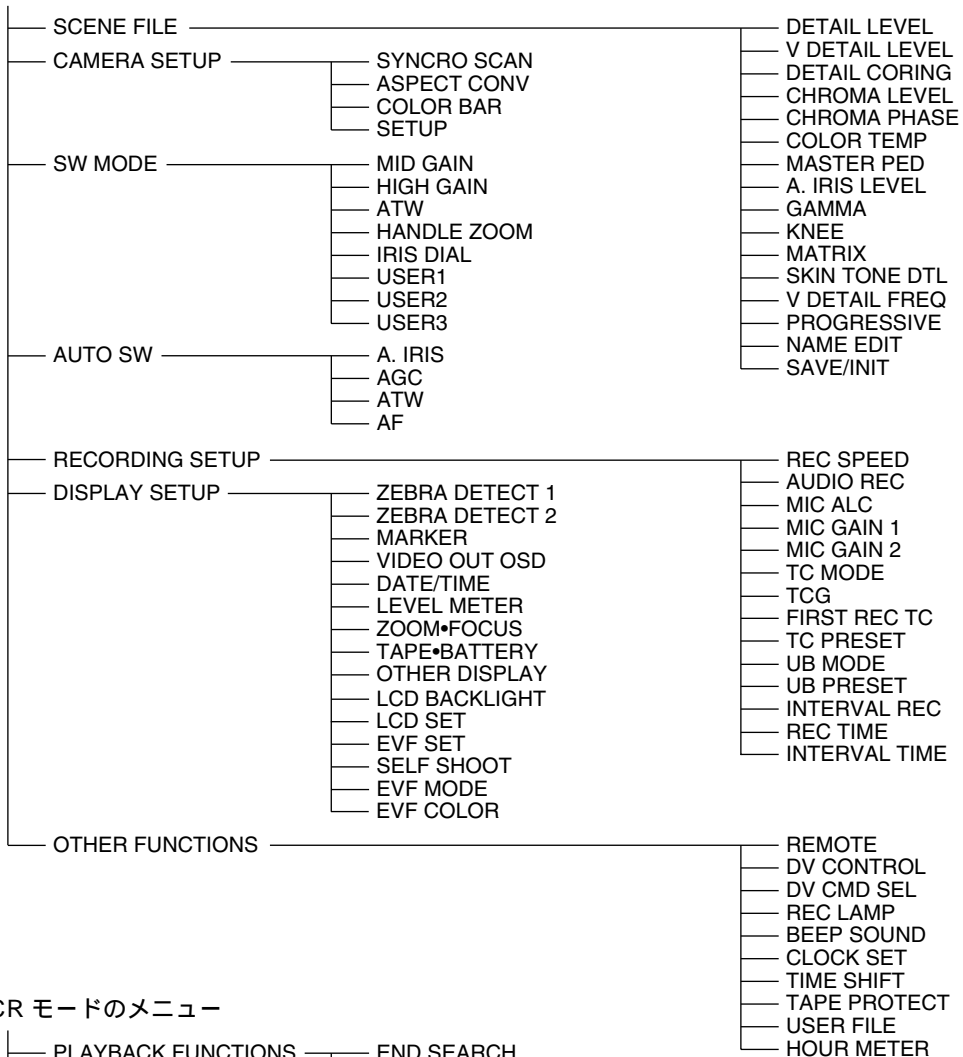 SCENE FILE
DETAIL LEVEL
V DETAIL LEVEL
DETAIL CORING
CHROMA LEVEL
CHROMA PHASE
COLOR TEMP
MASTER PED
A. IRIS LEVEL
GAMMA
KNEE
MATRIX
SKIN TONE DTL
V DETAIL FREQ
PROGRESSIVE
NAME EDIT
SAVE/INIT
CAMERA SETUP
SYNCRO SCAN
ASPECT CONV
COLOR BAR
SETUP
SW MODE
MID GAIN
HIGH GAIN
ATW
HANDLE ZOOM
IRIS DIAL
USER1
USER2
USER3
AUTO SW
A. IRIS
AGC
ATW
AF
RECORDING SETUP
REC SPEED
AUDIO REC
MIC ALC
MIC GAIN 1
MIC GAIN 2
TC MODE
TCG
FIRST REC TC
TC PRESET
UB MODE
UB PRESET
INTERVAL REC
REC TIME
INTERVAL TIME
DISPLAY SETUP
ZEBRA DETECT 1
ZEBRA DETECT 2
MARKER
VIDEO OUT OSD
DATE/TIME
LEVEL METER
ZOOM•FOCUS
TAPE•BATTERY
OTHER DISPLAY
LCD BACKLIGHT
LCD SET
EVF SET
SELF SHOOT
EVF MODE
EVF COLOR
OTHER FUNCTIONS
REMOTE
DV CONTROL
DV CMD SEL
REC LAMP
BEEP SOUND
CLOCK SET
TIME SHIFT
TAPE PROTECT
USER FILE
HOUR METER
CR モードのメニュー
PLAYBACK FUNCTIONS
END SEARCH